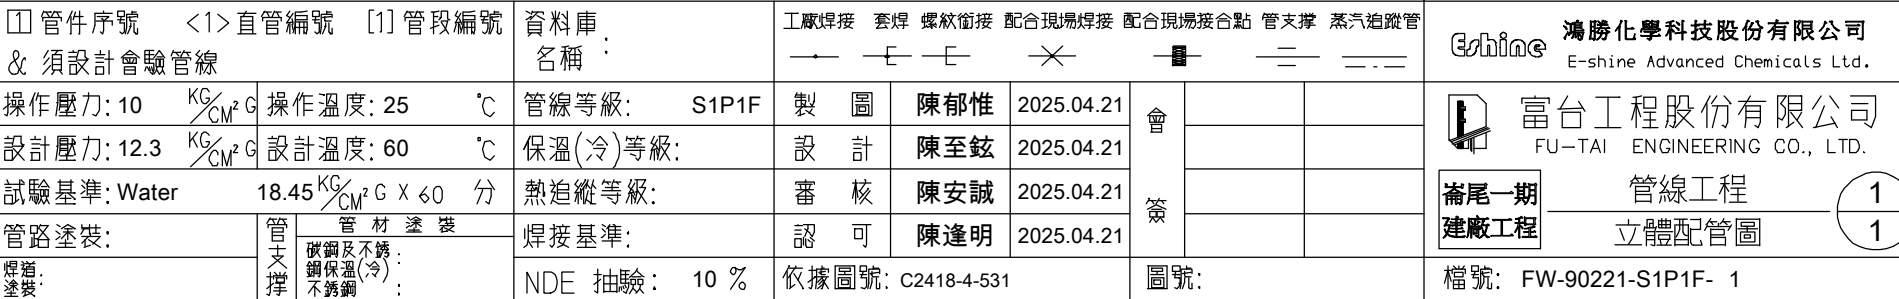 1 管件序號 <1>直管編號 [1]管段編號
& 須設計會驗管線
資料庫名稱 :
工廠焊接 套焊 螺紋銜接 配合現場焊接 配合現場接合點 管支撐 蒸汽追蹤管
Eshine 鴻勝化學科技股份有限公司
E-shine Advanced Chemicals Ltd.
操作壓力: 10 KG/CM² G 操作溫度: 25 °C 管線等級: S1P1F 製圖 陳郁惟 2025.04.21
設計壓力: 12.3 KG/CM² G 設計溫度: 60 °C 保溫(冷)等級: 設計 陳至鉉 2025.04.21
試驗基準: Water 18.45 KG/CM² G X 60 分 熱追縱等級: 審核 陳安誠 2025.04.21
管路塗裝: 管支撐 管材塗裝 焊接基準: 認可 陳逢明 2025.04.21
會簽
富台工程股份有限公司
FU-TAI ENGINEERING CO., LTD.
崙尾一期
建廠工程
管線工程
立體配管圖
1
1
焊道:
塗裝
碳鋼及不銹:
鋼保溫(冷)
不銹鋼 :
NDE 抽驗: 10 % 依據圖號: C2418-4-531 圖號: 檔號: FW-90221-S1P1F- 1